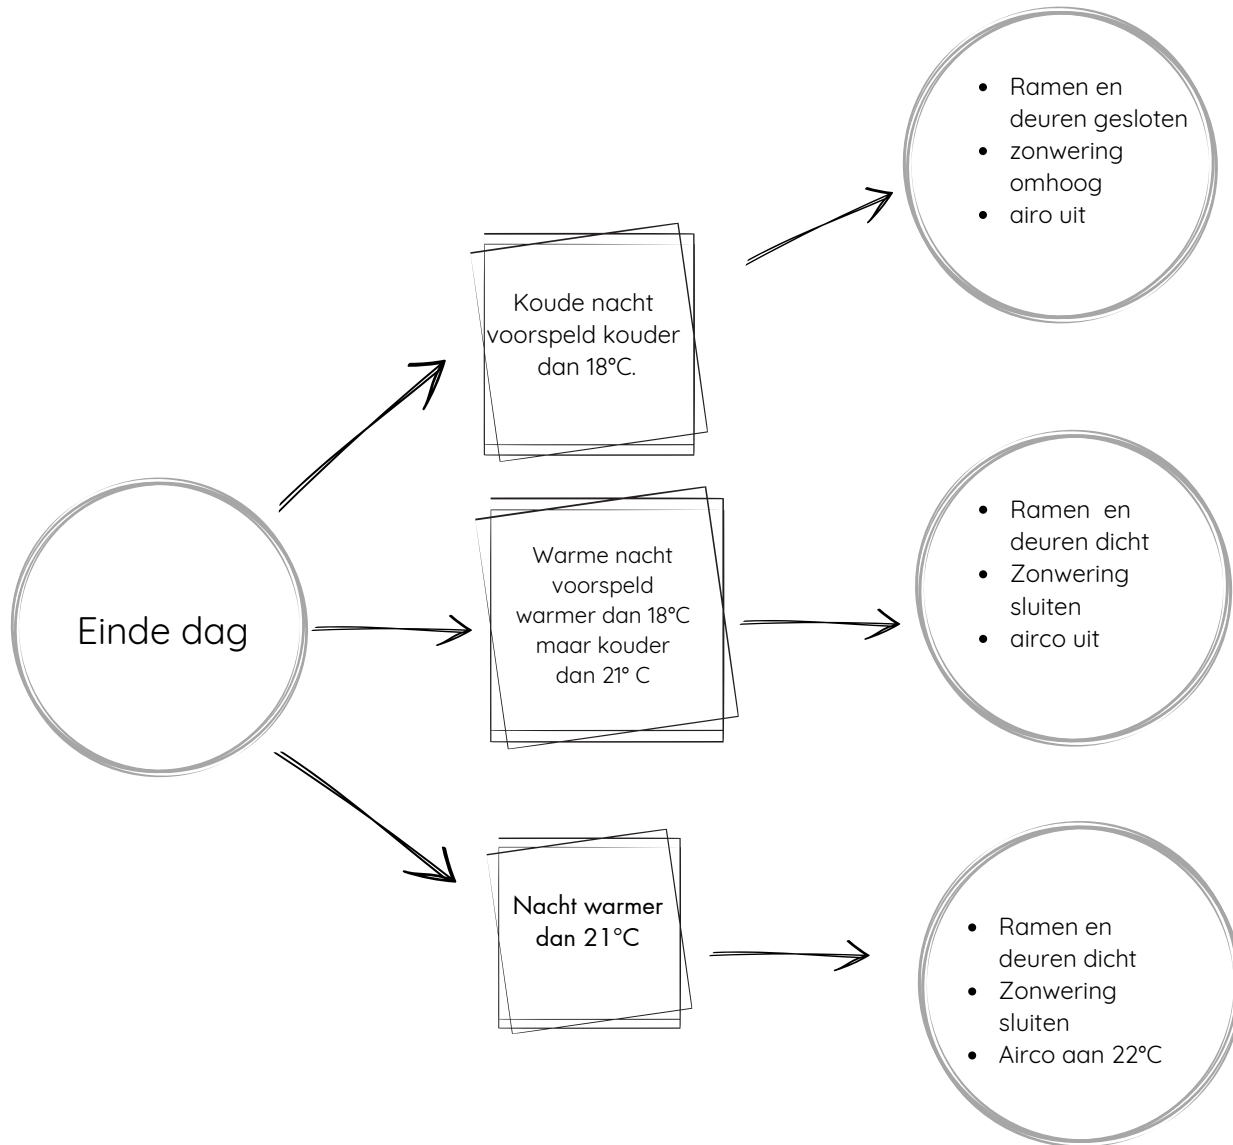 Einde dag
Koude nacht
voorspeld kouder
dan 18°C.
• Ramen en
deuren gesloten
• zonwering
omhoog
• airo uit
Warme nacht
voorspeld
warmer dan 18°C
maar kouder
dan 21° C
• Ramen  en
deuren dicht
• Zonwering
sluiten
• airco uit
Nacht warmer
dan 21°C
• Ramen en
deuren dicht
• Zonwering
sluiten
• Airco aan 22°C